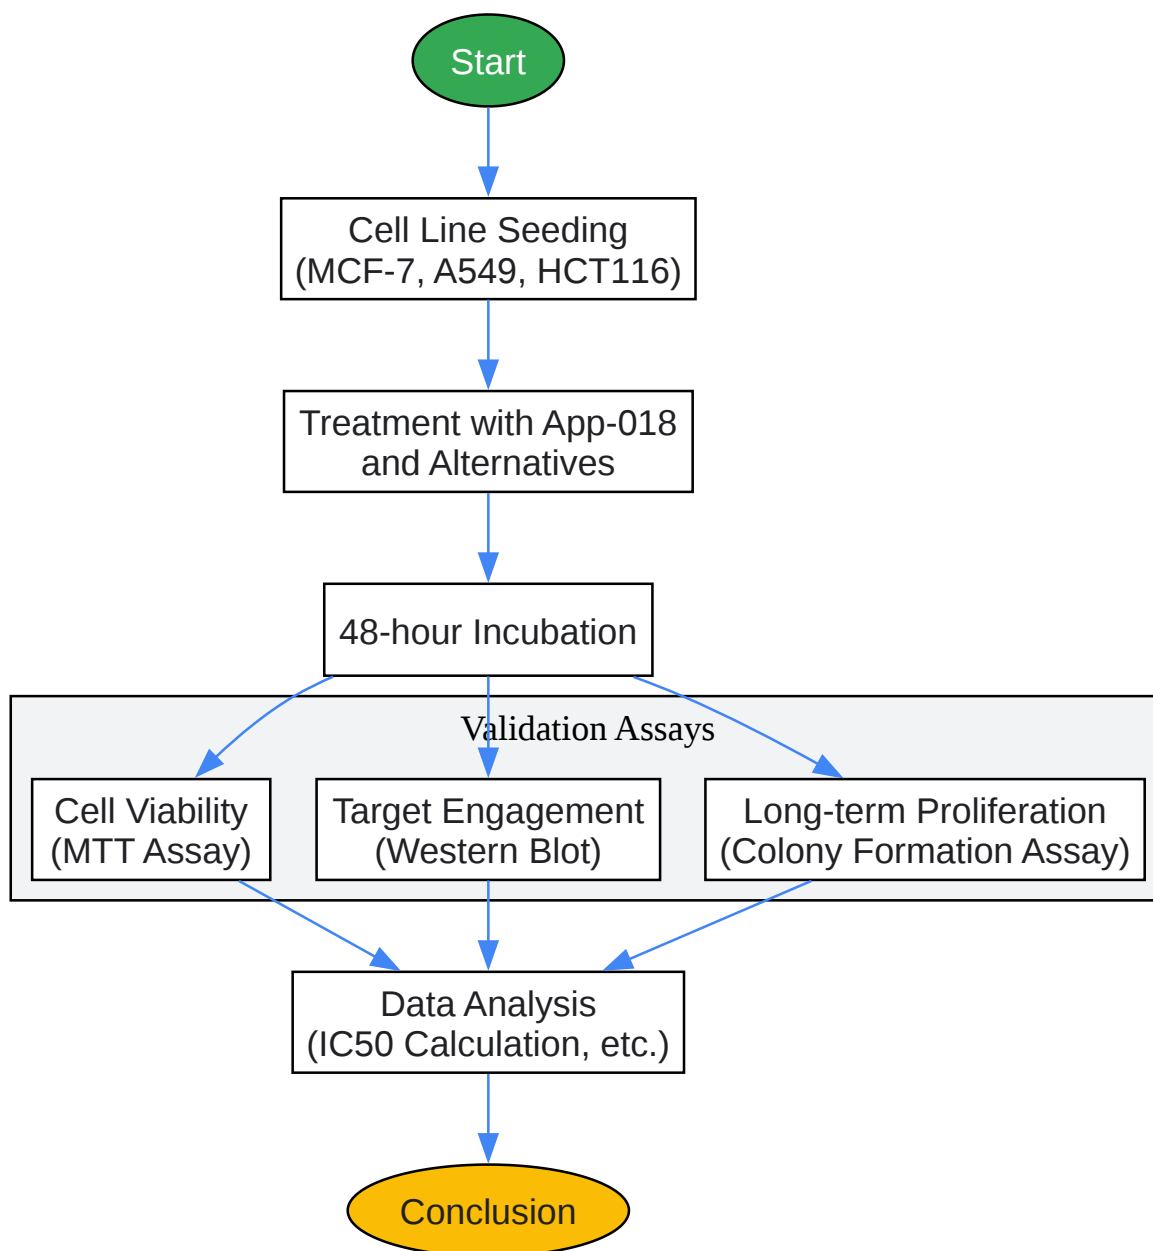 Start
Cell Line Seeding
(MCF-7, A549, HCT116)
Treatment with App-018
and Alternatives
48-hour Incubation
Validation Assays
Cell Viability
(MTT Assay)
Target Engagement
(Western Blot)
Long-term Proliferation
(Colony Formation Assay)
Data Analysis
(IC50 Calculation, etc.)
Conclusion